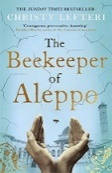 THE SUNDAY TIMES BESTSELLER
CHRISTY LEFTERI
The
Beekeeper
of Aleppo